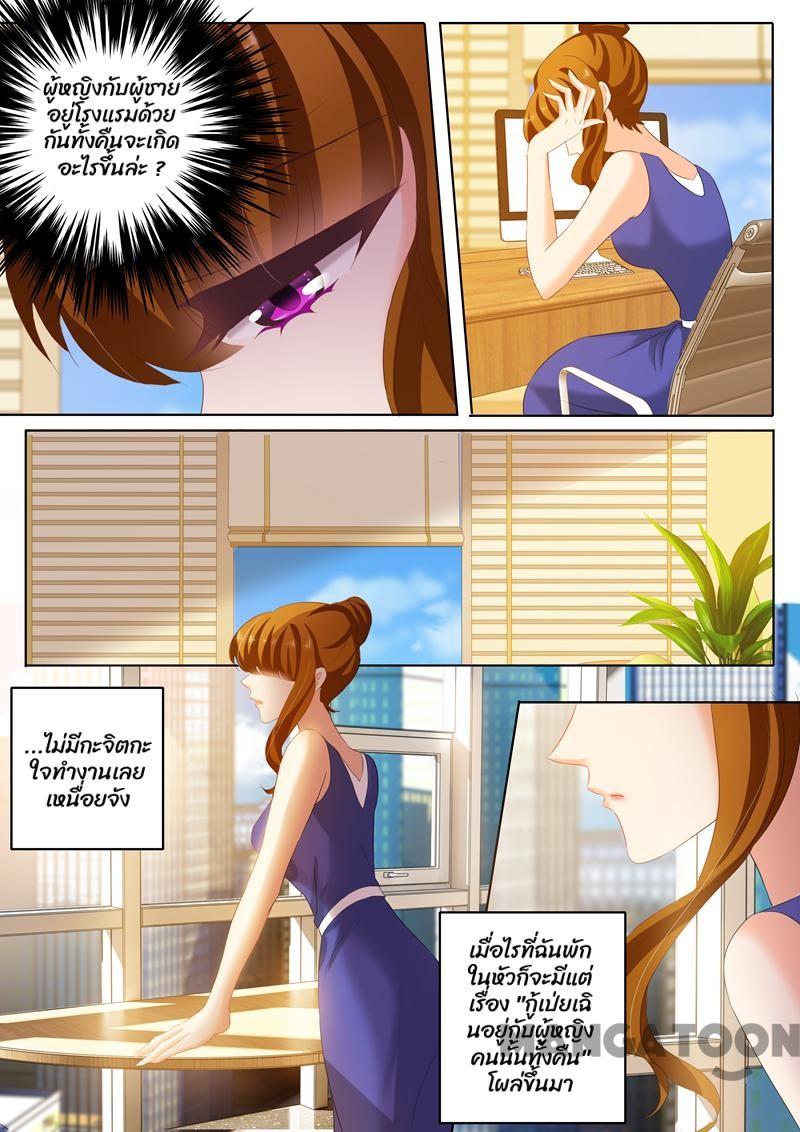 ผู้หญิงกับผู้ชาย
อยู่โรงแรมด้วย
กันทั้งคืนจะเกิด
อะไรขึ้นล่ะ ?
...ไม่มีกะจิตกะ
ใจทำงานเลย
เหนื่อยจัง
เมื่อไรที่ฉันพัก
ในหัวก็จะมีแต่
เรื่อง "กู้เป่ยเฉิ
นอยู่กับผู้หญิง
คนนั้นทั้งคืน"
โผล่ขึ้นมา
MANGATOON